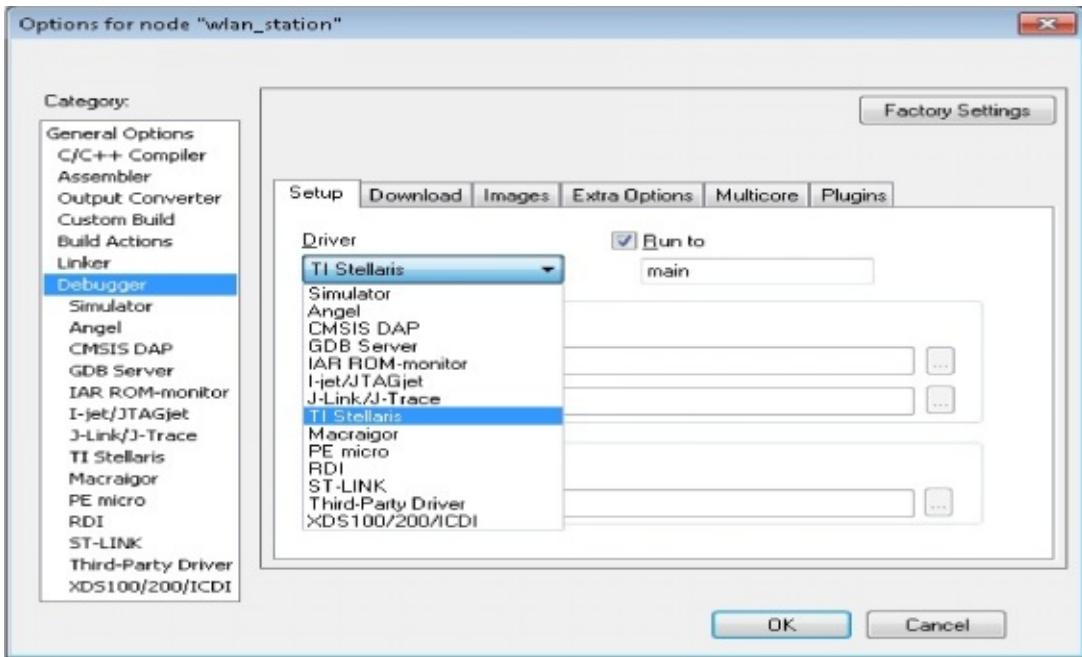 Options for node "wlan_station"
Category:
General Options
C/C++ Compiler
Assembler
Output Converter
Custom Build
Build Actions
Linker
Debugger
Simulator
Angel
CMSIS DAP
GDB Server
IAR ROM-monitor
I-jet/JTAGjet
J-Link/J-Trace
TI Stellaris
Macraigor
PE micro
RDI
ST-LINK
Third-Party Driver
XDS100/200/ICDI
Factory Settings
Setup Download Images Extra Options Multicore Plugins
Driver
Run to
TI Stellaris
main
Simulator
Angel
CMSIS DAP
GDB Server
IAR ROM-monitor
I-jet/JTAGjet
J-Link/J-Trace
TI Stellaris
Macraigor
PE micro
RDI
ST-LINK
Third-Party Driver
XDS100/200/ICDI
...
...
...
OK Cancel